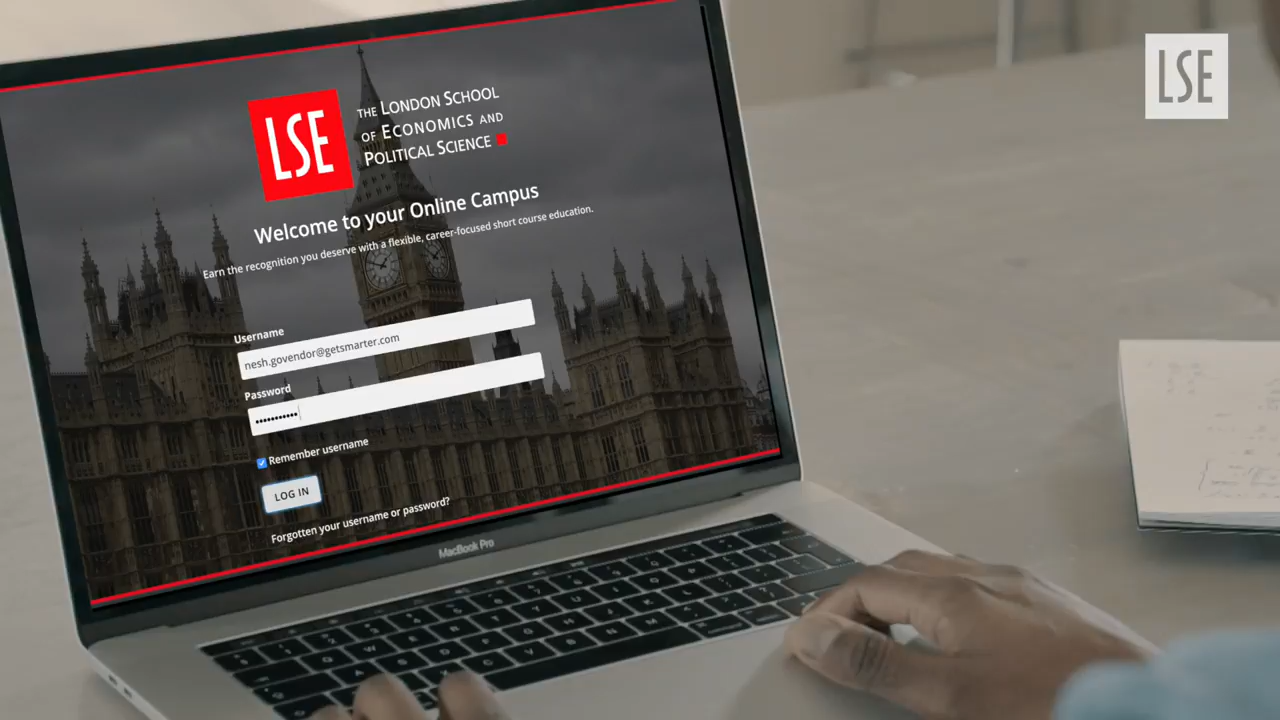 LSE
THE LONDON SCHOOL
OF ECONOMICS AND
POLITICAL SCIENCE
Welcome to your Online Campus
Earn the recognition you deserve with a flexible, career-focused short course education.
Username
nesh.govendor@getsmarter.com
Password
Remember username
LOG IN
Forgotten your username or password?
MacBook Pro
LSE